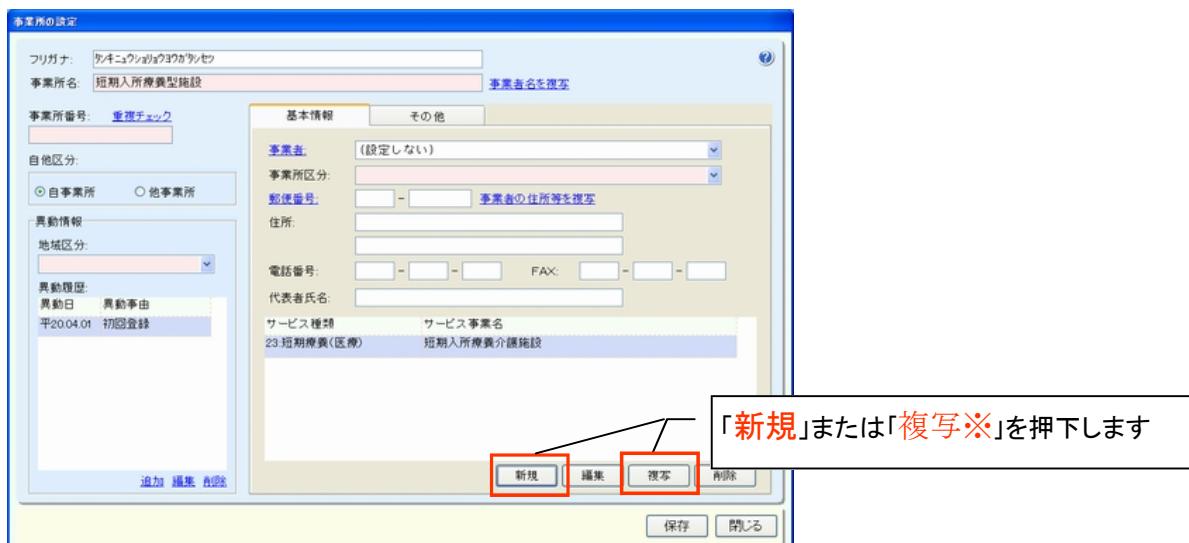 事業所の設定
フリガナ: ﾀﾝｷﾆｭｳｼｮﾘｮｳﾖｳｶﾞﾀｼｾﾂ
事業所名: 短期入所療養型施設 事業者名を複写
事業所番号: 重複チェック
自他区分:
自事業所 他事業所
異動情報
地域区分:
異動履歴:
異動日 異動事由
平20.04.01 初回登録
追加 編集 削除
基本情報 その他
事業者: (設定しない)
事業所区分:
郵便番号: - 事業者の住所等を複写
住所:
電話番号: - - FAX: - -
代表者氏名:
サービス種類 サービス事業名
23:短期療養(医療) 短期入所療養介護施設
新規 編集 複写 削除
保存 閉じる
「新規」または「複写※」を押下します